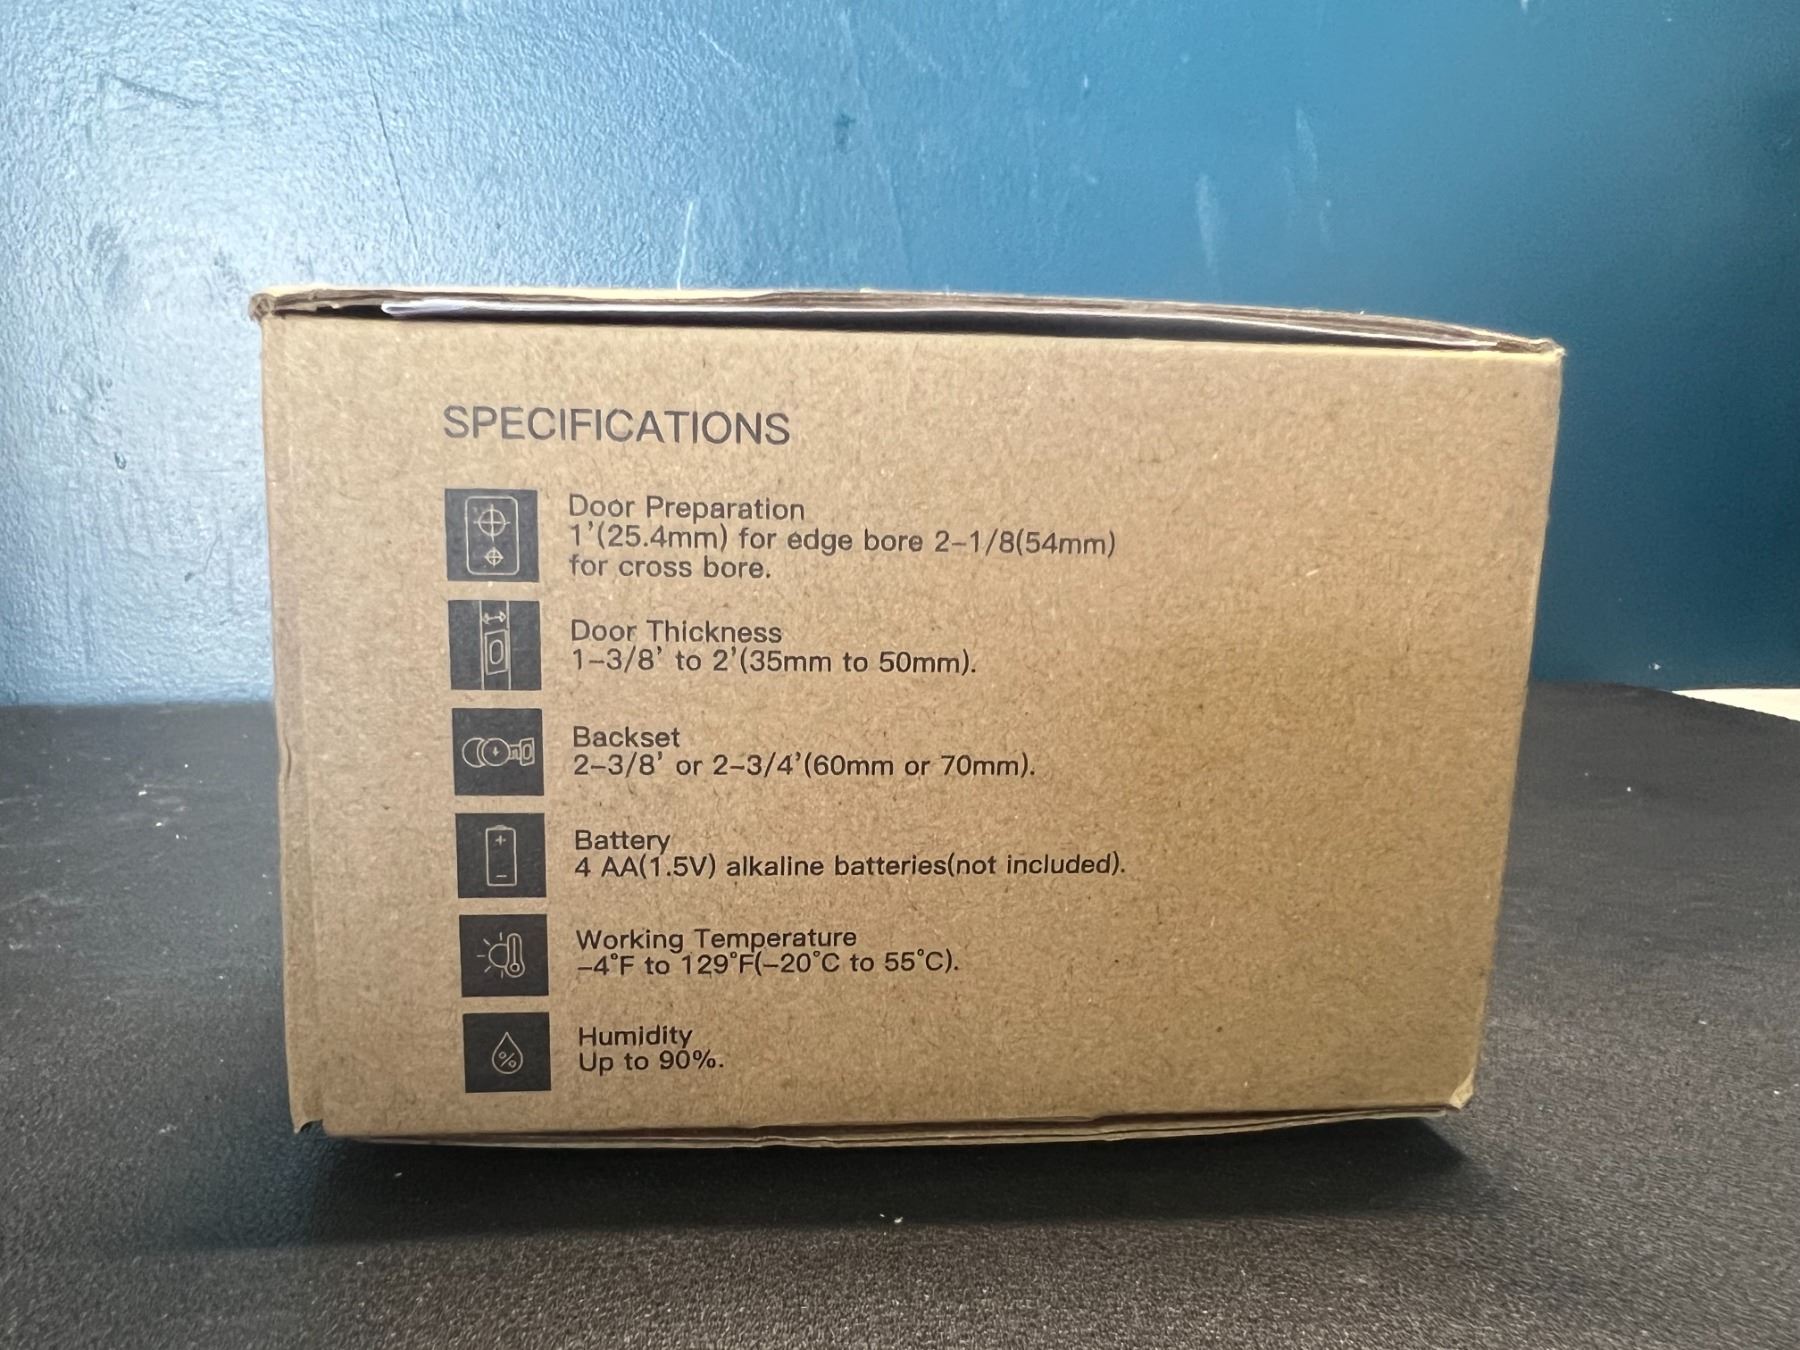 SPECIFICATIONS
Door Preparation
1’(25.4mm) for edge bore 2–1/8(54mm)
for cross bore.
Door Thickness
1–3/8’ to 2’(35mm to 50mm).
Backset
2–3/8’ or 2–3/4’(60mm or 70mm).
Battery
4 AA(1.5V) alkaline batteries(not included).
Working Temperature
–4°F to 129°F(–20°C to 55°C).
Humidity
Up to 90%.